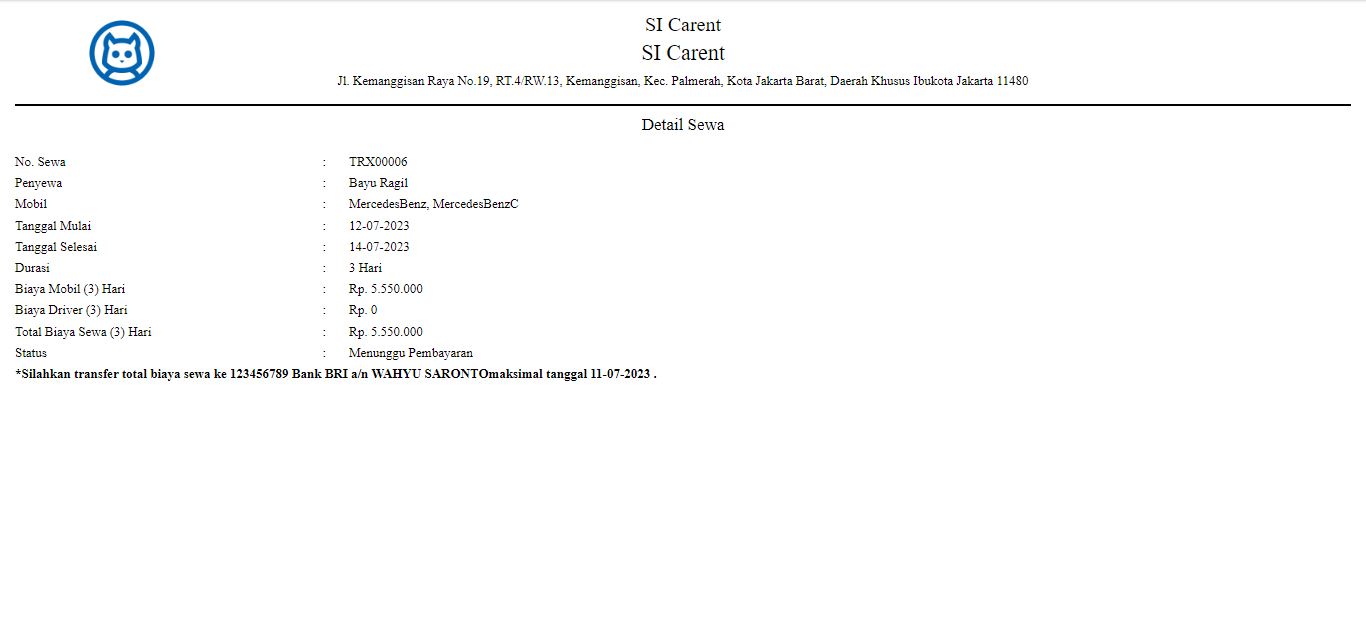 SI Carent
SI Carent
Jl. Kemanggisan Raya No.19, RT.4/RW.13, Kemanggisan, Kec. Palmerah, Kota Jakarta Barat, Daerah Khusus Ibukota Jakarta 11480
Detail Sewa
No. Sewa : TRX00006
Penyewa : Bayu Ragil
Mobil : MercedesBenz, MercedesBenzC
Tanggal Mulai : 12-07-2023
Tanggal Selesai : 14-07-2023
Durasi : 3 Hari
Biaya Mobil (3) Hari : Rp. 5.550.000
Biaya Driver (3) Hari : Rp. 0
Total Biaya Sewa (3) Hari : Rp. 5.550.000
Status : Menunggu Pembayaran
*Silahkan transfer total biaya sewa ke 123456789 Bank BRI a/n WAHYU SARONTOmaksimal tanggal 11-07-2023 .